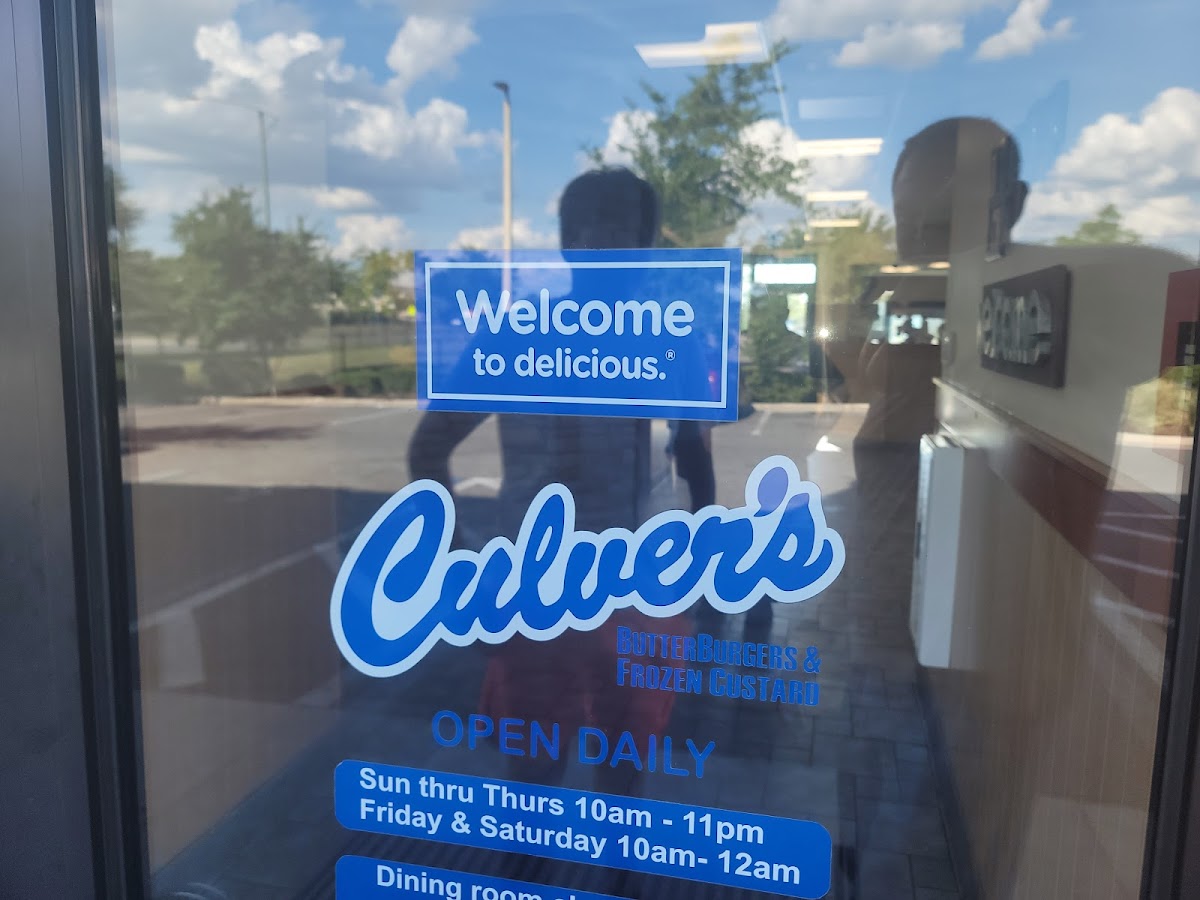 Welcome
to delicious.®
Culver's
ButterBurgers &
Frozen Custard
OPEN DAILY
Sun thru Thurs 10am - 11pm
Friday & Saturday 10am- 12am
Dining room